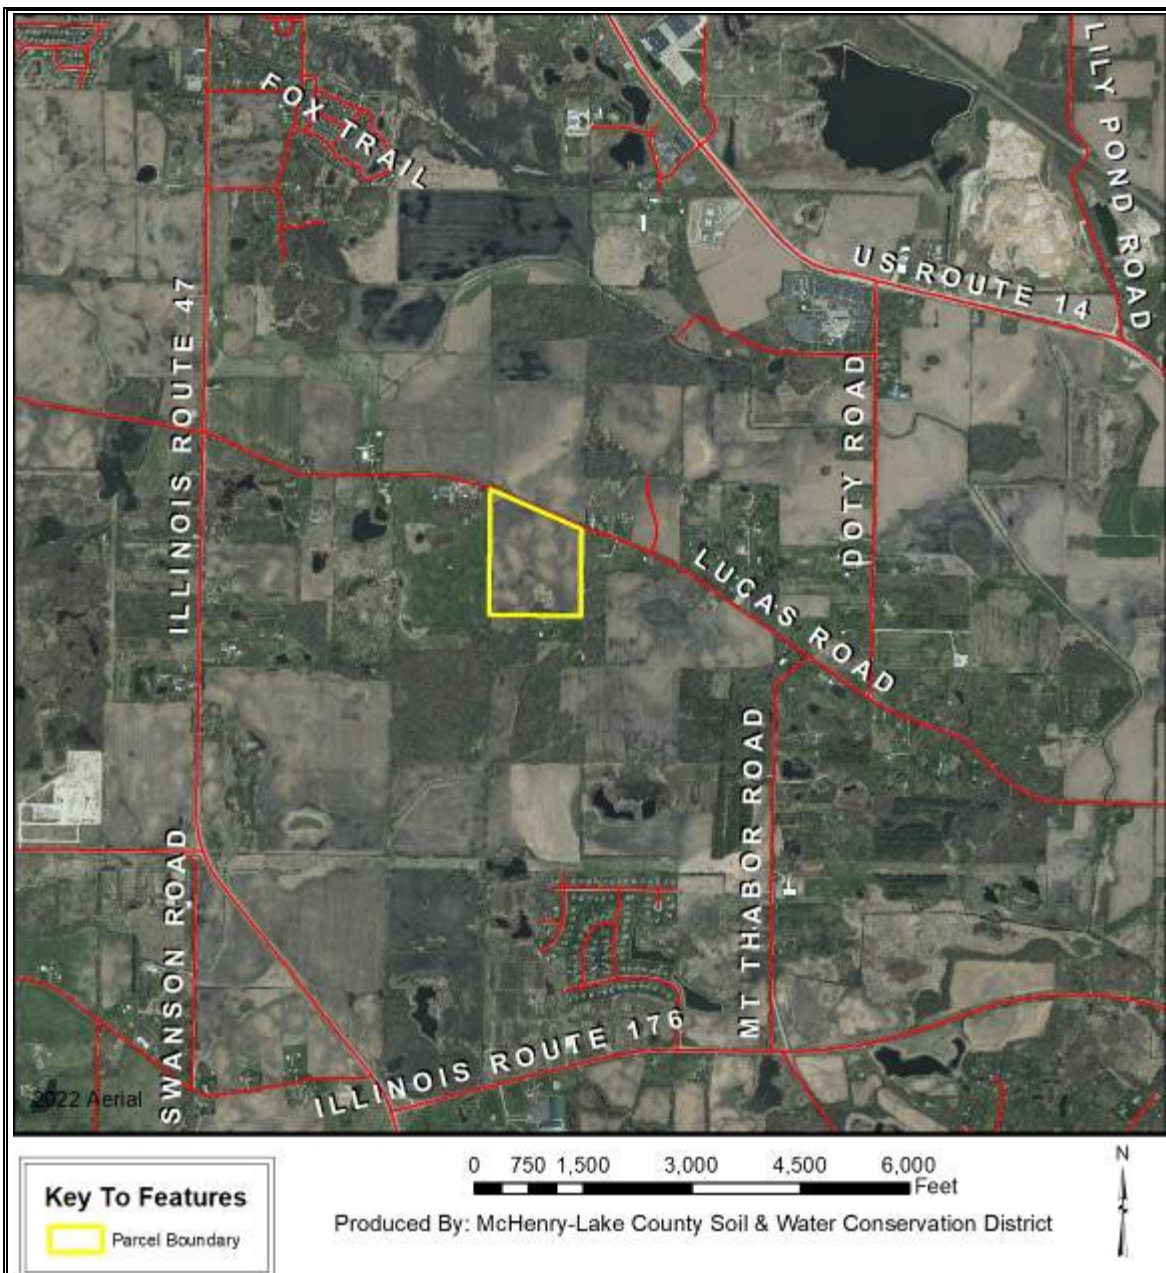 FOX TRAIL
LILY POND ROAD
US ROUTE 14
ILLINOIS ROUTE 47
DOTY ROAD
LUCAS ROAD
MT THABOR ROAD
SWANSON ROAD
ILLINOIS ROUTE 176
2022 Aerial
Key To Features
Parcel Boundary
0 750 1,500 3,000 4,500 6,000
Feet
Produced By: McHenry-Lake County Soil & Water Conservation District
N